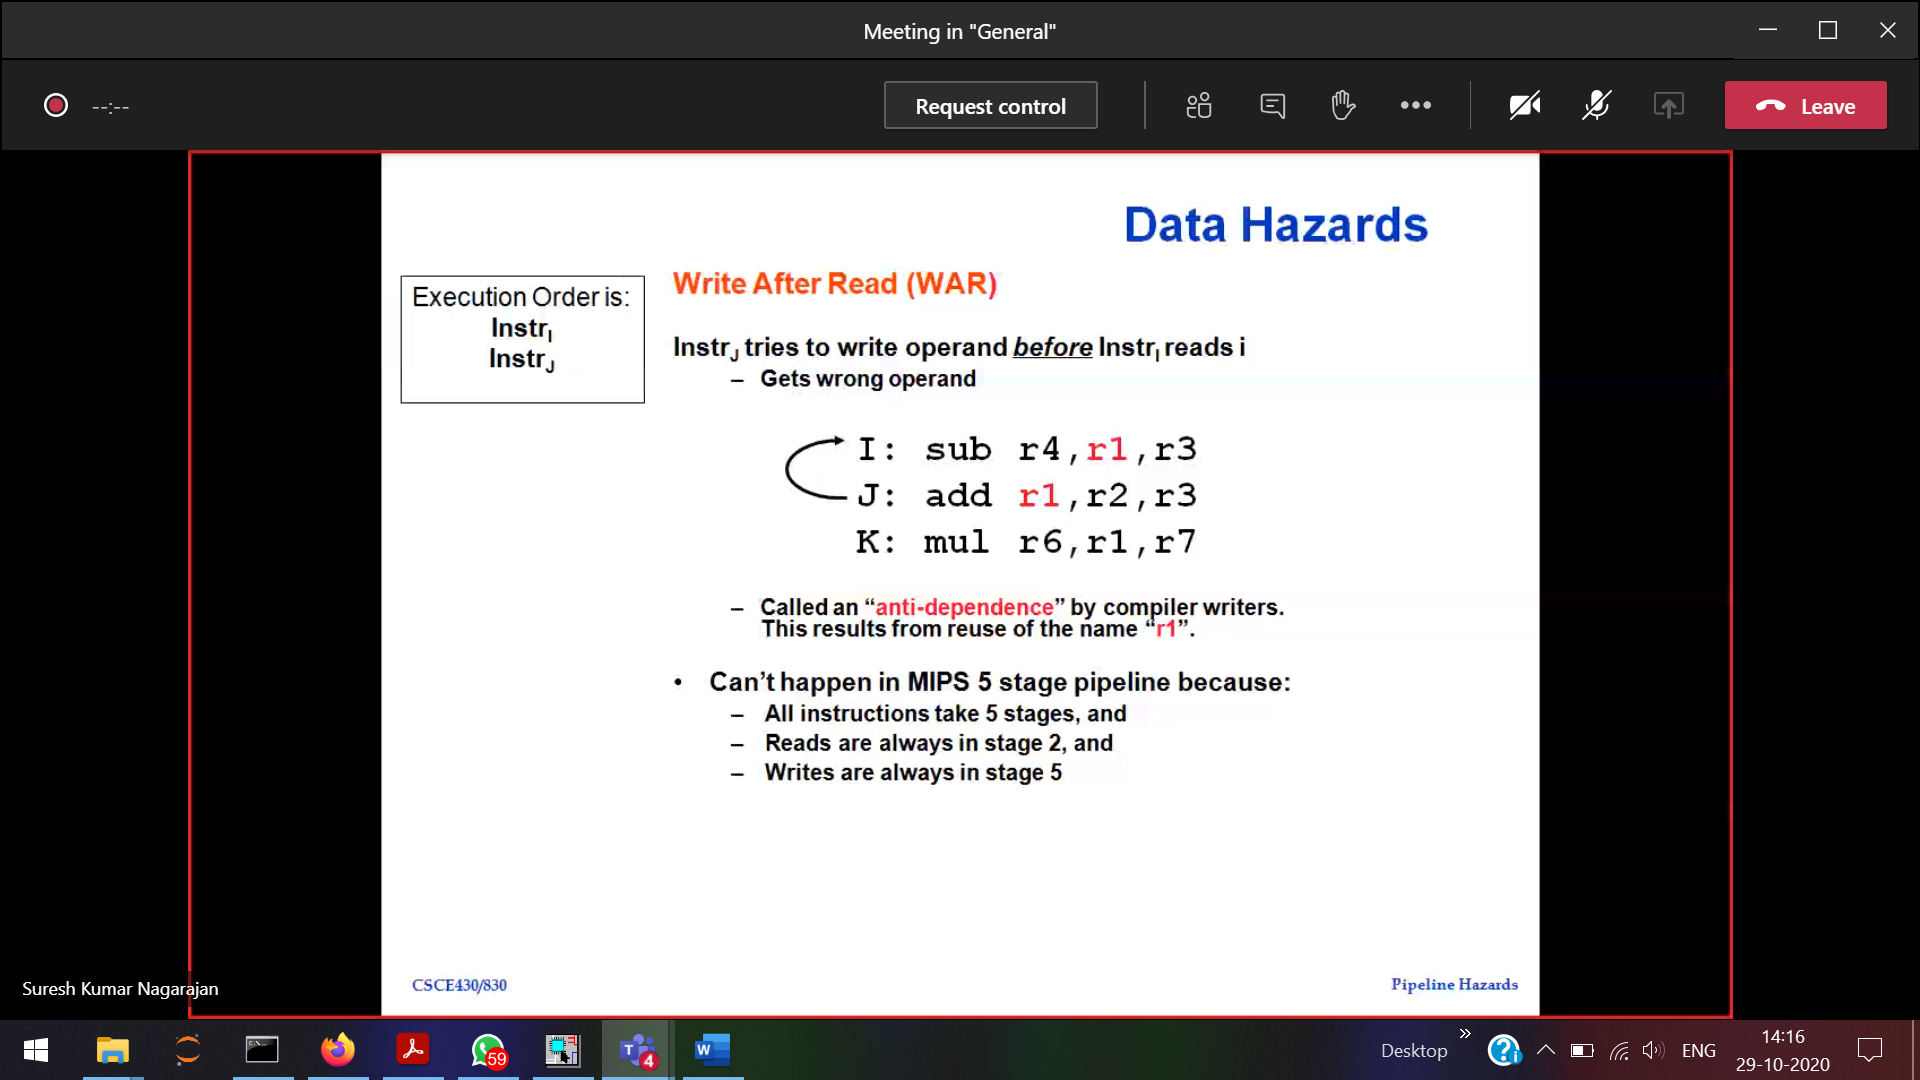 Meeting in "General"
--:--
Request control
Leave
Data Hazards
Execution Order is:
InstrI
InstrJ
Write After Read (WAR)
InstrJ tries to write operand before InstrI reads i
– Gets wrong operand
I: sub r4,r1,r3
J: add r1,r2,r3
K: mul r6,r1,r7
– Called an “anti-dependence” by compiler writers.
This results from reuse of the name “r1”.
• Can’t happen in MIPS 5 stage pipeline because:
– All instructions take 5 stages, and
– Reads are always in stage 2, and
– Writes are always in stage 5
Suresh Kumar Nagarajan
CSCE430/830
Pipeline Hazards
59
4
Desktop
ENG
14:16
29-10-2020